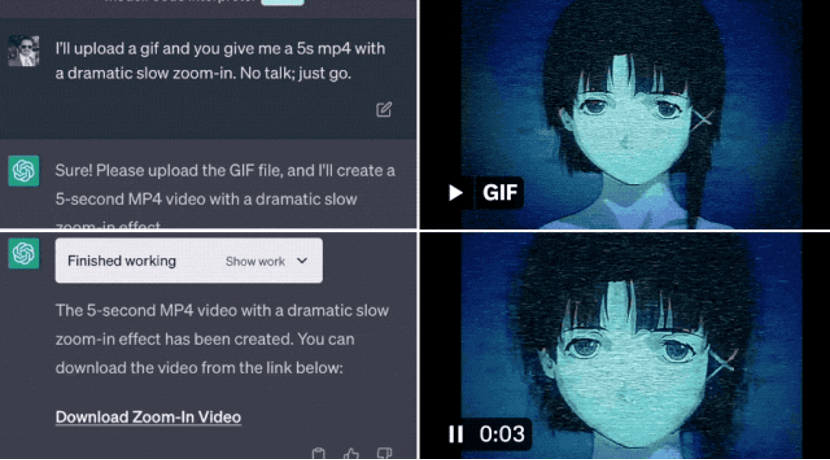 I'll upload a gif and you give me a 5s mp4 with
a dramatic slow zoom-in. No talk; just go.
Sure! Please upload the GIF file, and I'll create a
5-second MP4 video with a dramatic slow
zoom-in effect
GIF
Finished working
Show work
The 5-second MP4 video with a dramatic slow
zoom-in effect has been created. You can
download the video from the link below:
Download Zoom-In Video
0:03